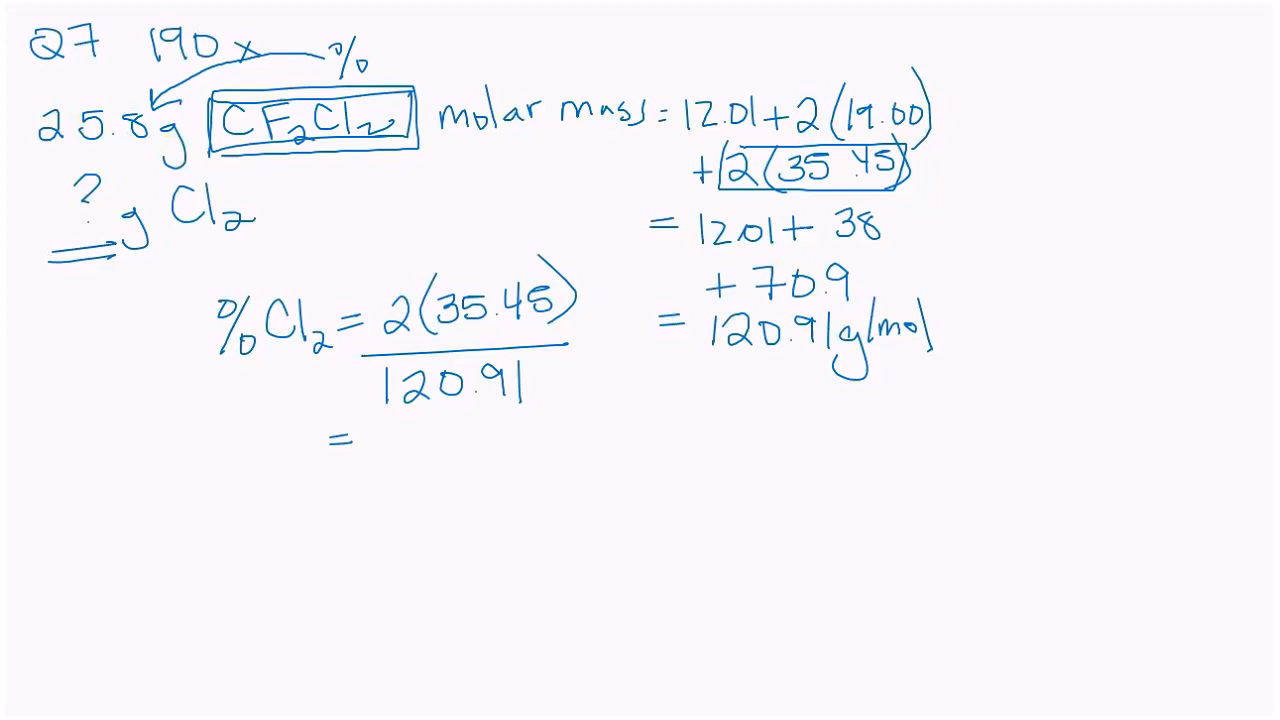 Q7 190 x %
25.8g CF₂Cl₂ molar mass = 12.01 + 2(19.00)
+ 2(35.45)
? g Cl₂
= 12.01 + 38
+ 70.9
= 120.91 g/mol
% Cl₂ = 2(35.45)
120.91
=